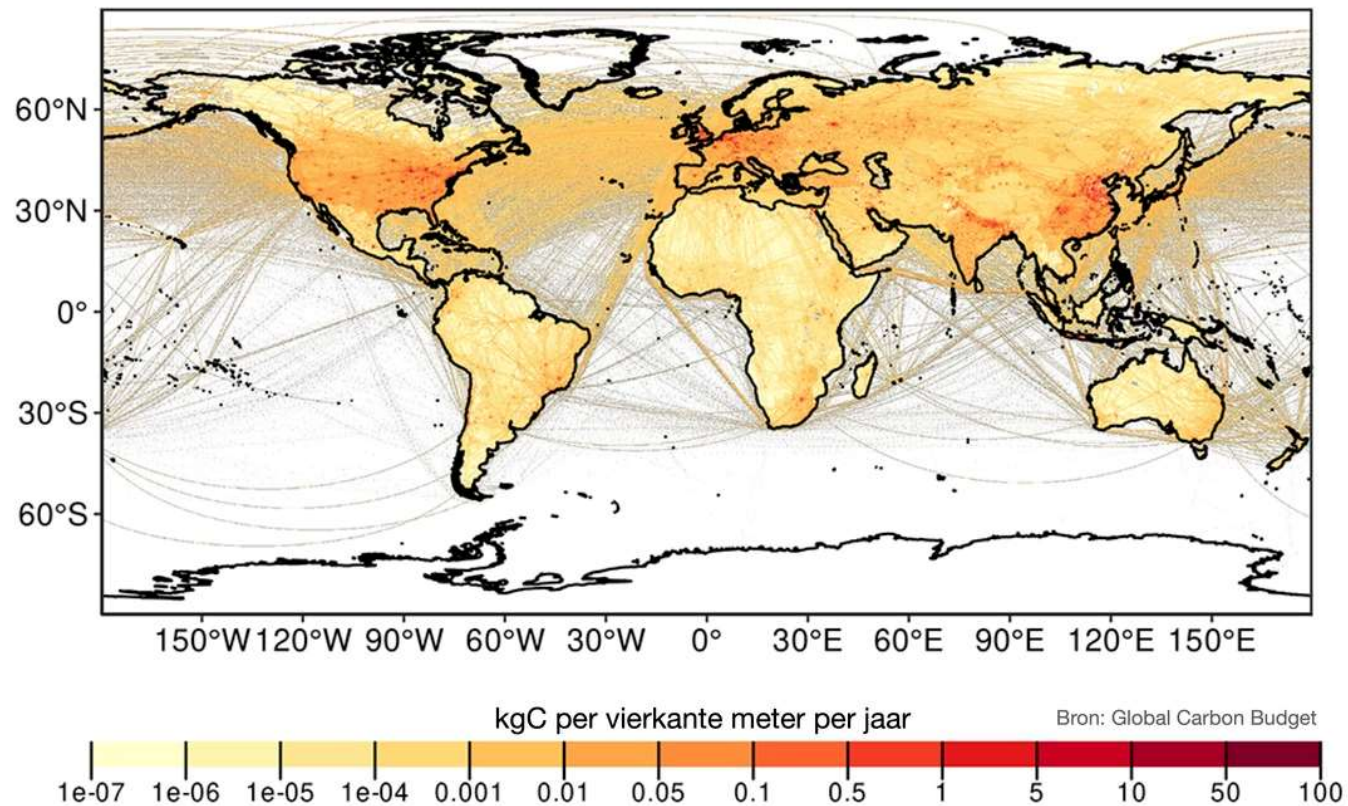 60°N
30°N
0°
30°S
60°S
150°W 120°W 90°W 60°W 30°W 0° 30°E 60°E 90°E 120°E 150°E
kgC per vierkante meter per jaar
Bron: Global Carbon Budget
1e-07 1e-06 1e-05 1e-04 0.001 0.01 0.05 0.1 0.5 1 5 10 50 100